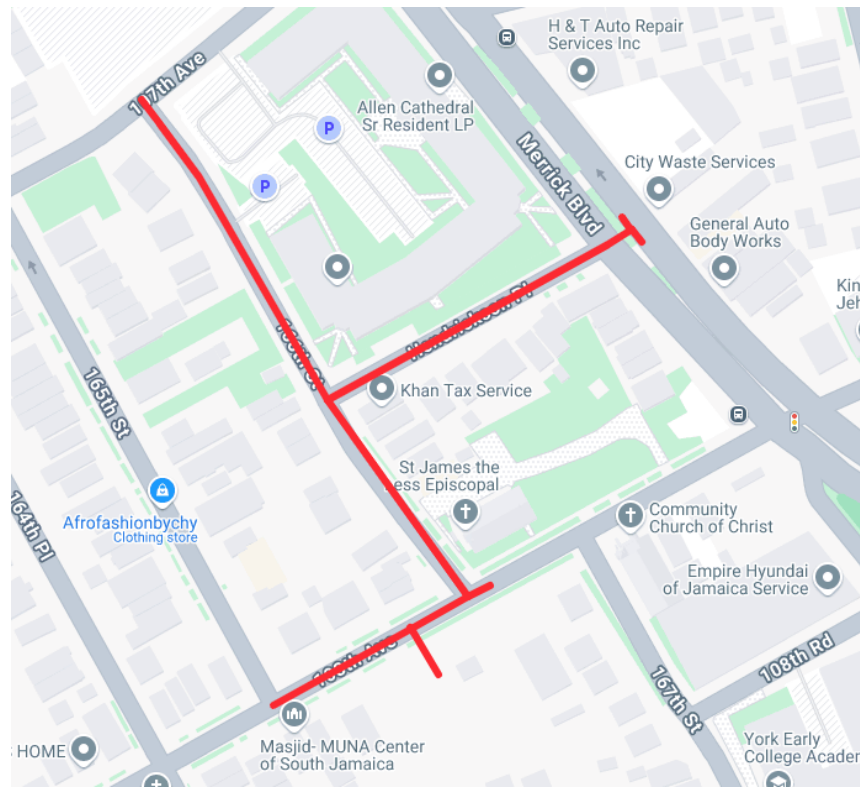 H & T Auto Repair
Services Inc
107th Ave
Allen Cathedral
Sr Resident LP
P
Merrick Blvd
City Waste Services
P
General Auto
Body Works
Kin
Jeh
Hendrickson Pl
165th St
Khan Tax Service
St James the
ess Episcopal
164th Pl
Afrofashionbychy
Clothing store
Community
Church of Christ
Empire Hyundai
of Jamaica Service
108th Rd
Ave
167th St
S HOME
Masjid- MUNA Center
of South Jamaica
York Early
College Acade